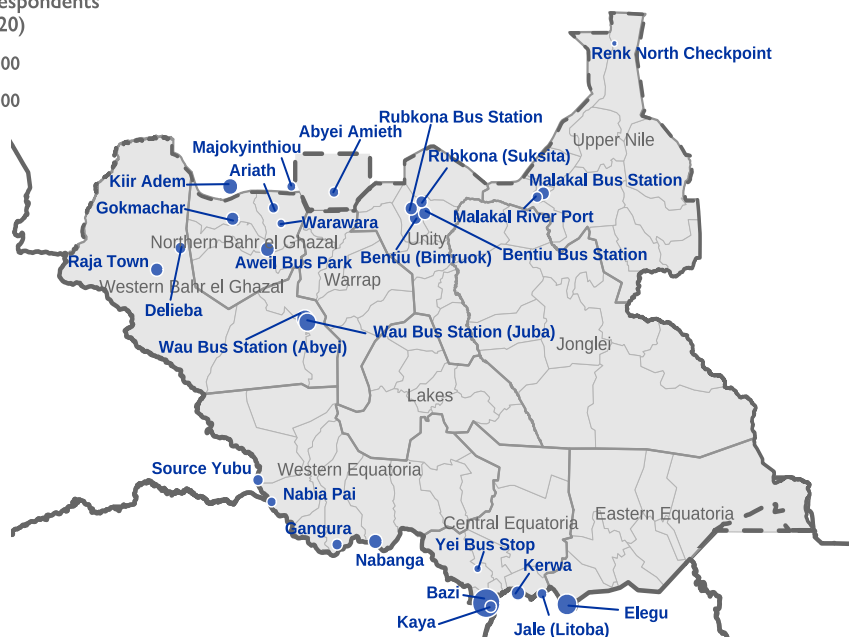 espondents
20)
00
00
Renk North Checkpoint
Rubkona Bus Station
Abyei Amieth
Upper Nile
Majokyinthiou
Rubkona (Suksita)
Ariath
Kiir Adem
Malakal Bus Station
Gokmachar
Malakal River Port
Warawara
Northern Bahr el Ghazal
Unity
Bentiu Bus Station
Bentiu (Bimruok)
Raja Town
Aweil Bus Park
Warrap
Western Bahr el Ghazal
Delieba
Wau Bus Station (Juba)
Wau Bus Station (Abyei)
Jonglei
Lakes
Source Yubu
Western Equatoria
Nabia Pai
Eastern Equatoria
Central Equatoria
Gangura
Yei Bus Stop
Nabanga
Kerwa
Bazi
Elegu
Kaya
Jale (Litoba)